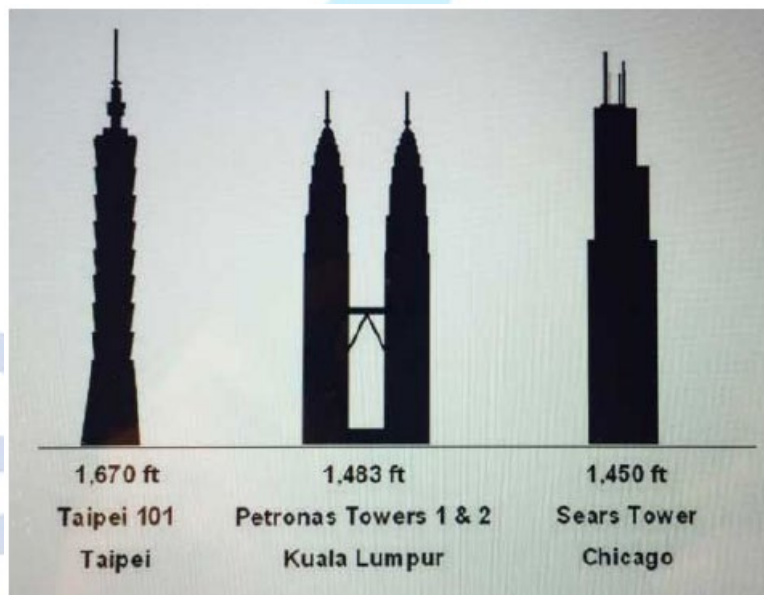 1,670 ft 1,483 ft 1,450 ft
Taipei 101 Petronas Towers 1 & 2 Sears Tower
Taipei Kuala Lumpur Chicago